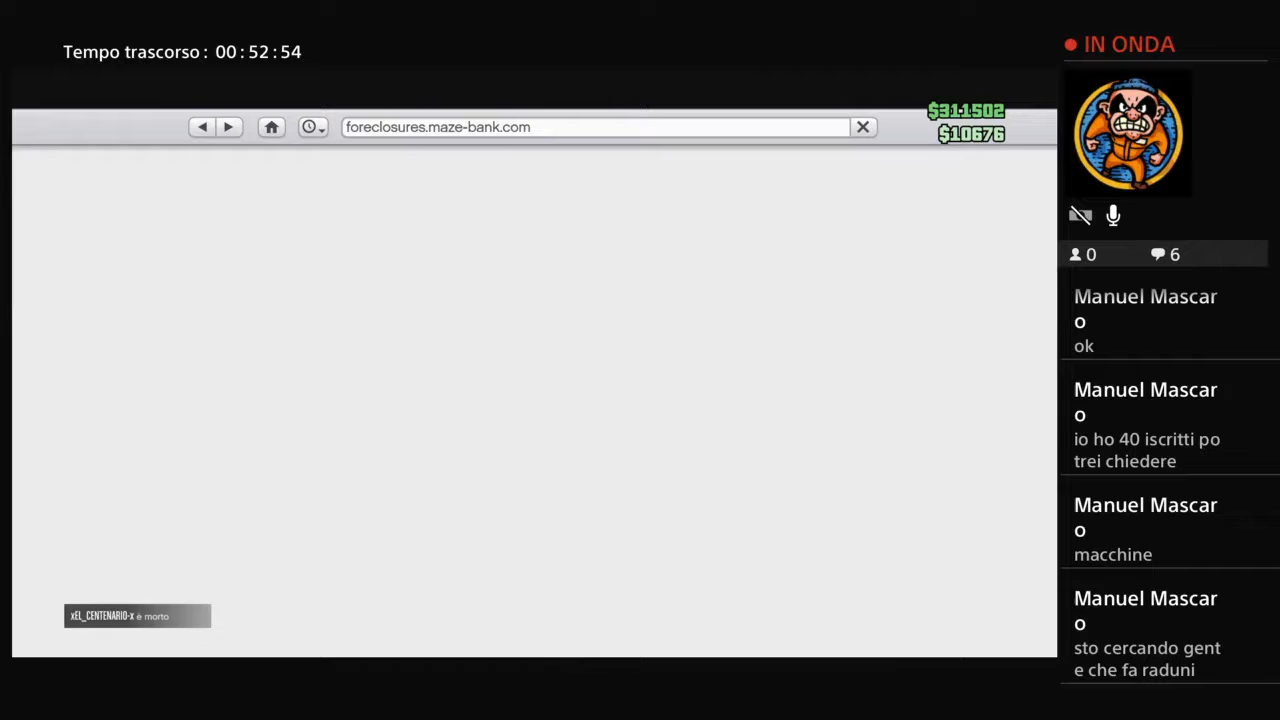 Tempo trascorso: 00:52:54
IN ONDA
foreclosures.maze-bank.com
$311502
$10676
0 6
Manuel Mascar
o
ok
Manuel Mascar
o
io ho 40 iscritti po
trei chiedere
Manuel Mascar
o
macchine
Manuel Mascar
o
sto cercando gent
e che fa raduni
xEL_CENTENARIO-x è morto